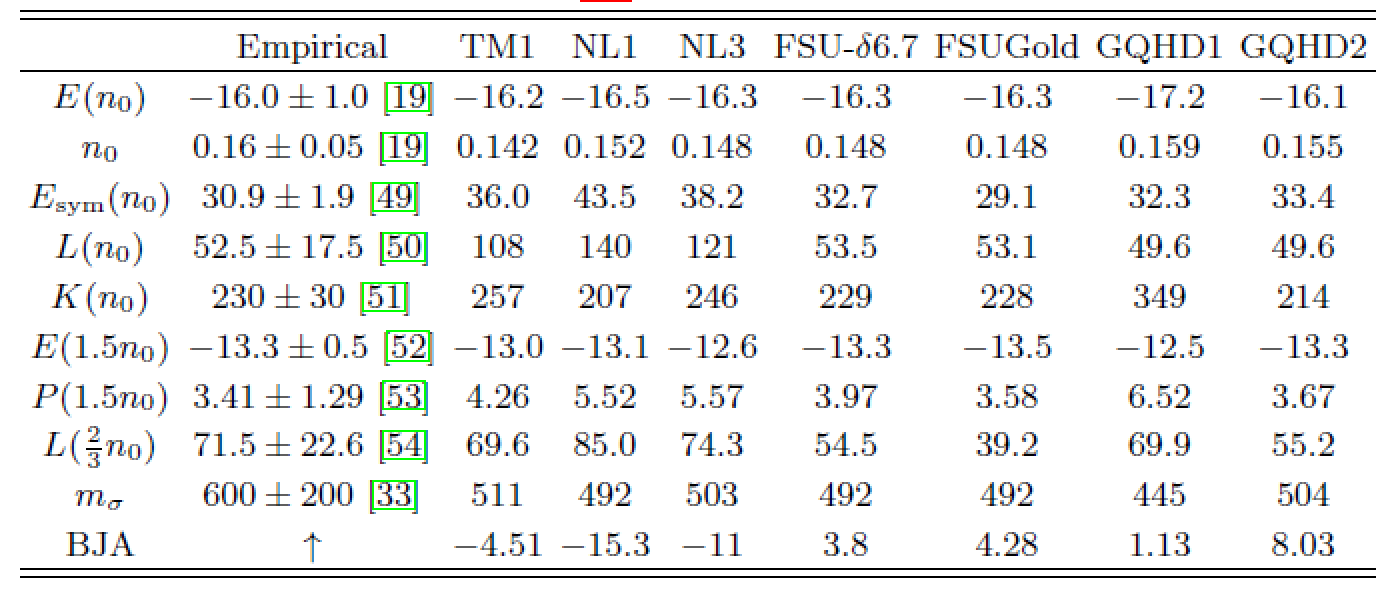 Empirical TM1 NL1 NL3 FSU-δ6.7 FSUGold GQHD1 GQHD2
E(n₀) −16.0 ± 1.0 [19] −16.2 −16.5 −16.3 −16.3 −16.3 −17.2 −16.1
n₀ 0.16 ± 0.05 [19] 0.142 0.152 0.148 0.148 0.148 0.159 0.155
E_sym(n₀) 30.9 ± 1.9 [49] 36.0 43.5 38.2 32.7 29.1 32.3 33.4
L(n₀) 52.5 ± 17.5 [50] 108 140 121 53.5 53.1 49.6 49.6
K(n₀) 230 ± 30 [51] 257 207 246 229 228 349 214
E(1.5n₀) −13.3 ± 0.5 [52] −13.0 −13.1 −12.6 −13.3 −13.5 −12.5 −13.3
P(1.5n₀) 3.41 ± 1.29 [53] 4.26 5.52 5.57 3.97 3.58 6.52 3.67
L(⅔n₀) 71.5 ± 22.6 [54] 69.6 85.0 74.3 54.5 39.2 69.9 55.2
m_σ 600 ± 200 [33] 511 492 503 492 492 445 504
BJA ↑ −4.51 −15.3 −11 3.8 4.28 1.13 8.03